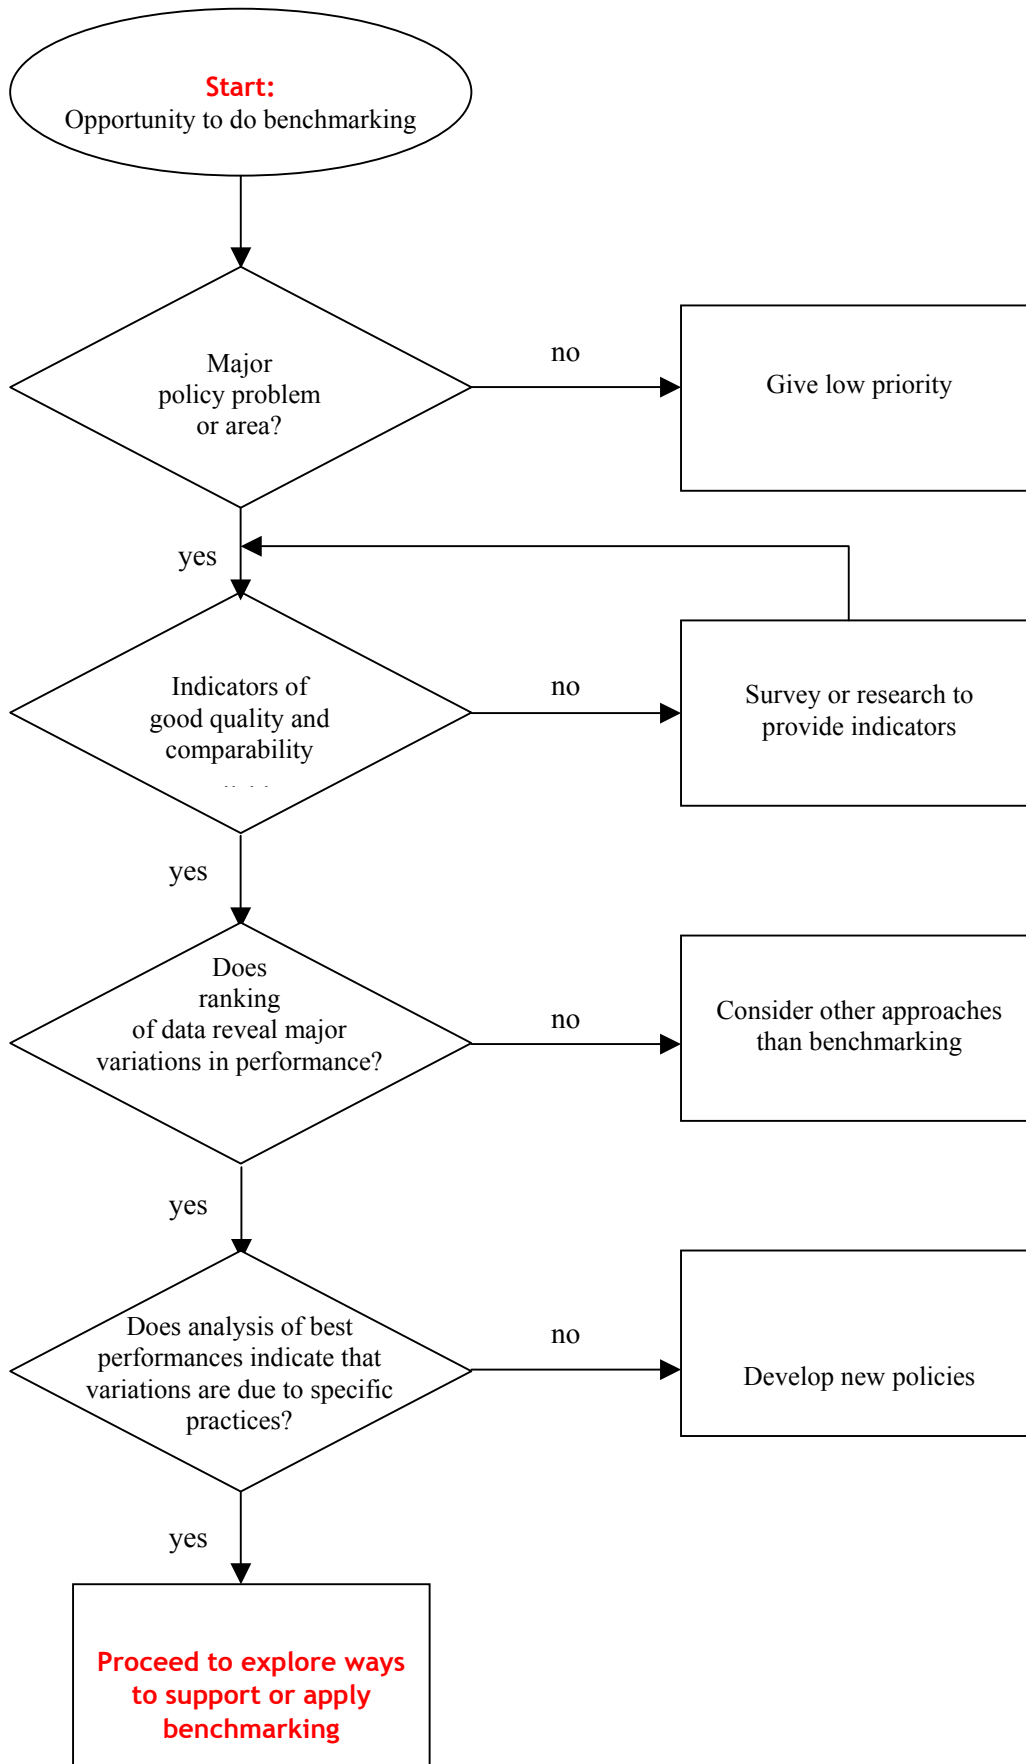 Start:
Opportunity to do benchmarking
Major
policy problem
or area?
no
Give low priority
yes
Indicators of
good quality and
comparability
no
Survey or research to
provide indicators
yes
Does
ranking
of data reveal major
variations in performance?
no
Consider other approaches
than benchmarking
yes
Does analysis of best
performances indicate that
variations are due to specific
practices?
no
Develop new policies
yes
Proceed to explore ways
to support or apply
benchmarking